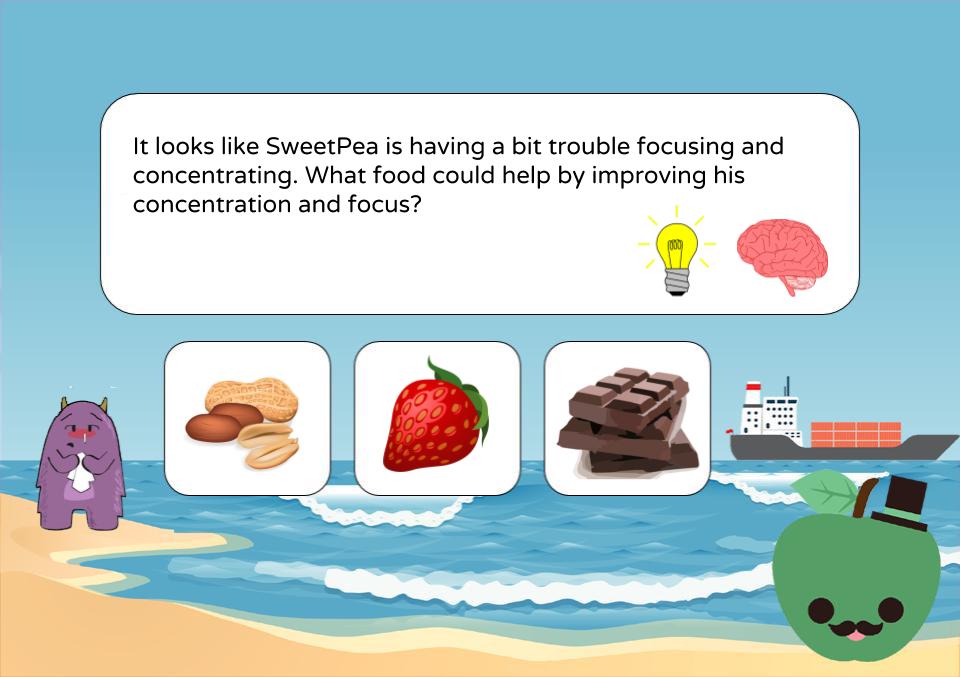 It looks like SweetPea is having a bit trouble focusing and
concentrating. What food could help by improving his
concentration and focus?